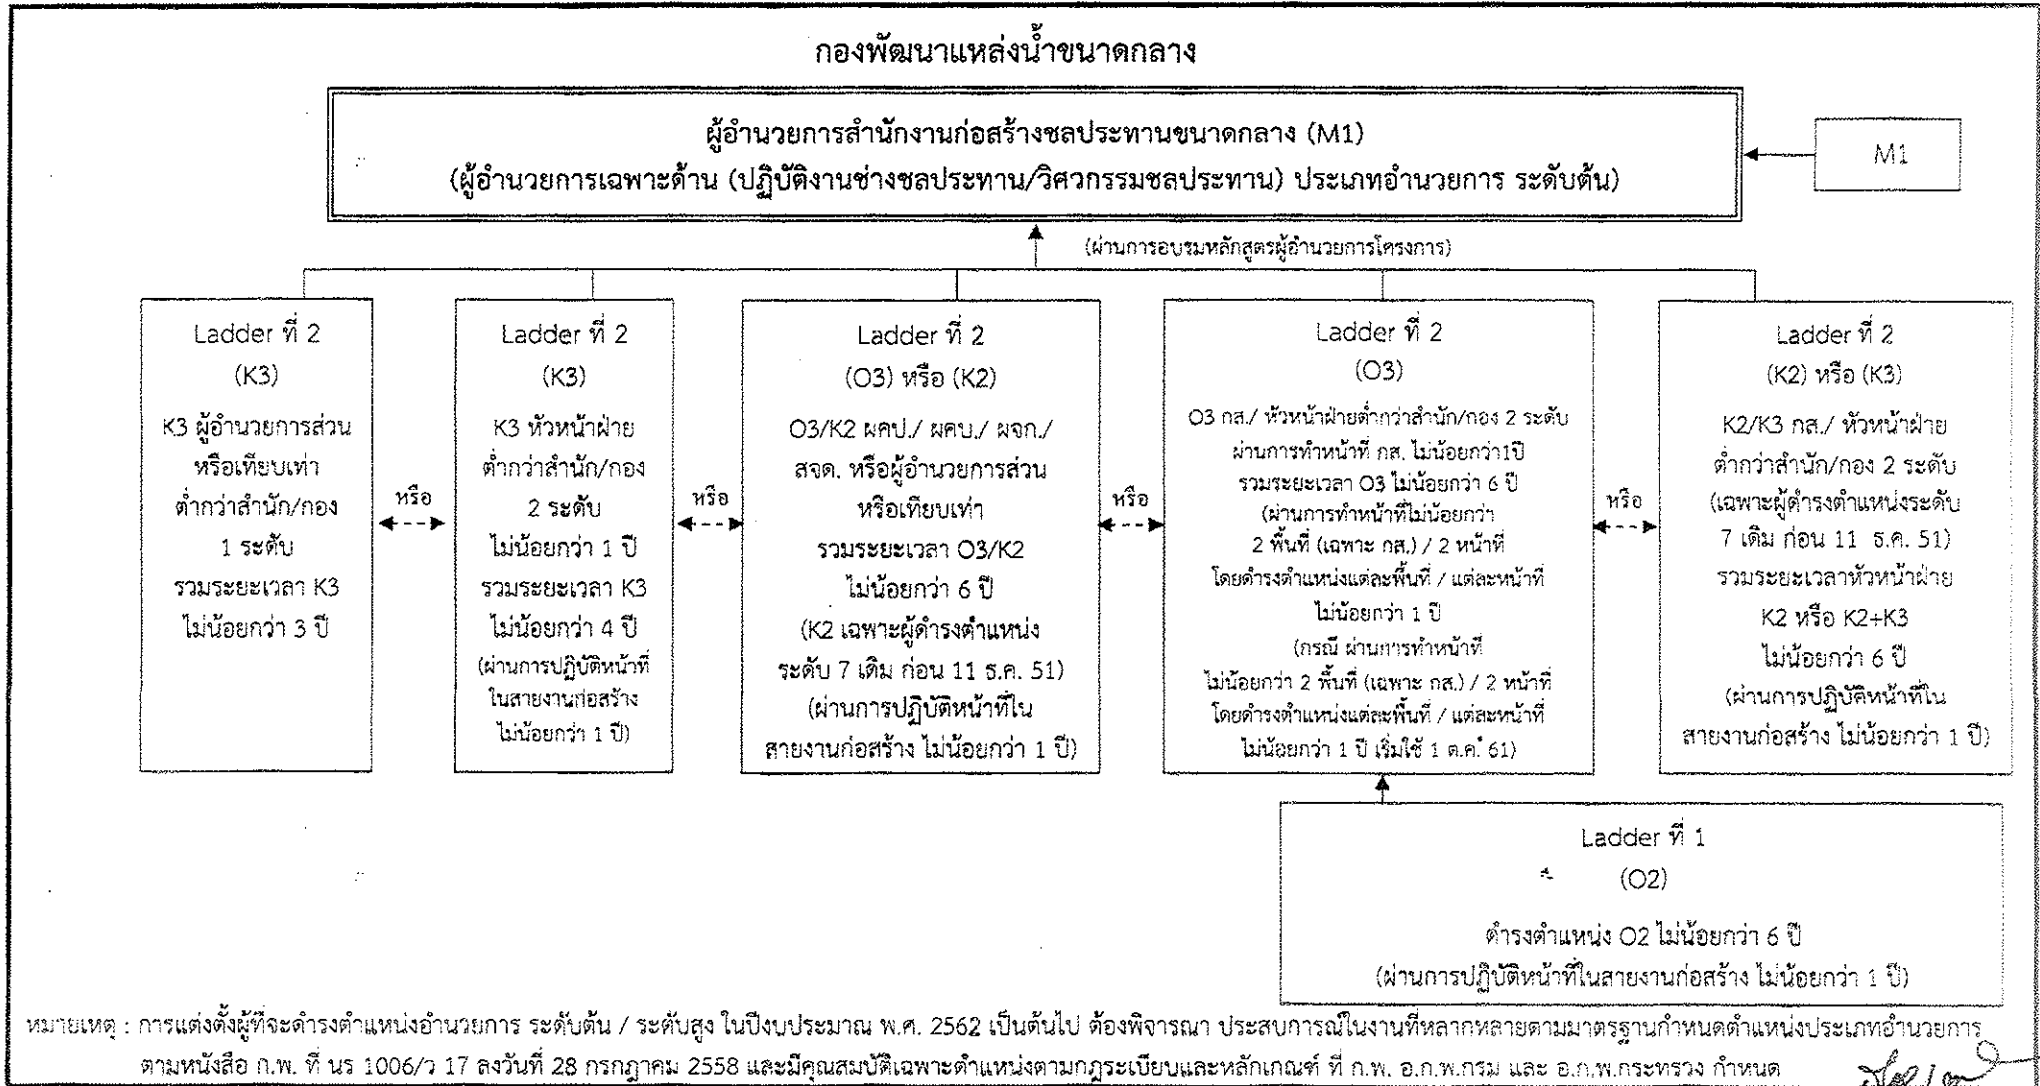 กองพัฒนาแหล่งน้ำขนาดกลาง
ผู้อำนวยการสำนักงานก่อสร้างชลประทานขนาดกลาง (M1)
(ผู้อำนวยการเฉพาะด้าน (ปฏิบัติงานช่างชลประทาน/วิศวกรรมชลประทาน) ประเภทอำนวยการ ระดับต้น)
M1
(ผ่านการอบรมหลักสูตรผู้อำนวยการโครงการ)
Ladder ที่ 2
(K3)
K3 ผู้อำนวยการส่วน
หรือเทียบเท่า
ต่ำกว่าสำนัก/กอง
1 ระดับ
รวมระยะเวลา K3
ไม่น้อยกว่า 3 ปี
หรือ
Ladder ที่ 2
(K3)
K3 หัวหน้าฝ่าย
ต่ำกว่าสำนัก/กอง
2 ระดับ
ไม่น้อยกว่า 1 ปี
รวมระยะเวลา K3
ไม่น้อยกว่า 4 ปี
(ผ่านการปฏิบัติหน้าที่
ในสายงานก่อสร้าง
ไม่น้อยกว่า 1 ปี)
หรือ
Ladder ที่ 2
(O3) หรือ (K2)
O3/K2 ผคป./ ผคบ./ ผจก./
สจด. หรือผู้อำนวยการส่วน
หรือเทียบเท่า
รวมระยะเวลา O3/K2
ไม่น้อยกว่า 6 ปี
(K2 เฉพาะผู้ดำรงตำแหน่ง
ระดับ 7 เดิม ก่อน 11 ธ.ค. 51)
(ผ่านการปฏิบัติหน้าที่ใน
สายงานก่อสร้าง ไม่น้อยกว่า 1 ปี)
หรือ
Ladder ที่ 2
(O3)
O3 กส./ หัวหน้าฝ่ายต่ำกว่าสำนัก/กอง 2 ระดับ
ผ่านการทำหน้าที่ กส. ไม่น้อยกว่า1ปี
รวมระยะเวลา O3 ไม่น้อยกว่า 6 ปี
(ผ่านการทำหน้าที่ไม่น้อยกว่า
2 พื้นที่ (เฉพาะ กส.) / 2 หน้าที่
โดยดำรงตำแหน่งแต่ละพื้นที่ / แต่ละหน้าที่
ไม่น้อยกว่า 1 ปี
(กรณี ผ่านการทำหน้าที่
ไม่น้อยกว่า 2 พื้นที่ (เฉพาะ กส.) / 2 หน้าที่
โดยดำรงตำแหน่งแต่ละพื้นที่ / แต่ละหน้าที่
ไม่น้อยกว่า 1 ปี เริ่มใช้ 1 ต.ค. 61)
หรือ
Ladder ที่ 2
(K2) หรือ (K3)
K2/K3 กส./ หัวหน้าฝ่าย
ต่ำกว่าสำนัก/กอง 2 ระดับ
(เฉพาะผู้ดำรงตำแหน่งระดับ
7 เดิม ก่อน 11 ธ.ค. 51)
รวมระยะเวลาหัวหน้าฝ่าย
K2 หรือ K2+K3
ไม่น้อยกว่า 6 ปี
(ผ่านการปฏิบัติหน้าที่ใน
สายงานก่อสร้าง ไม่น้อยกว่า 1 ปี)
Ladder ที่ 1
(O2)
ดำรงตำแหน่ง O2 ไม่น้อยกว่า 6 ปี
(ผ่านการปฏิบัติหน้าที่ในสายงานก่อสร้าง ไม่น้อยกว่า 1 ปี)
หมายเหตุ : การแต่งตั้งผู้ที่จะดำรงตำแหน่งอำนวยการ ระดับต้น / ระดับสูง ในปีงบประมาณ พ.ศ. 2562 เป็นต้นไป ต้องพิจารณา ประสบการณ์ในงานที่หลากหลายตามมาตรฐานกำหนดตำแหน่งประเภทอำนวยการ
ตามหนังสือ ก.พ. ที่ นร 1006/ว 17 ลงวันที่ 28 กรกฎาคม 2558 และมีคุณสมบัติเฉพาะตำแหน่งตามกฎระเบียบและหลักเกณฑ์ ที่ ก.พ. อ.ก.พ.กรม และ อ.ก.พ.กระทรวง กำหนด